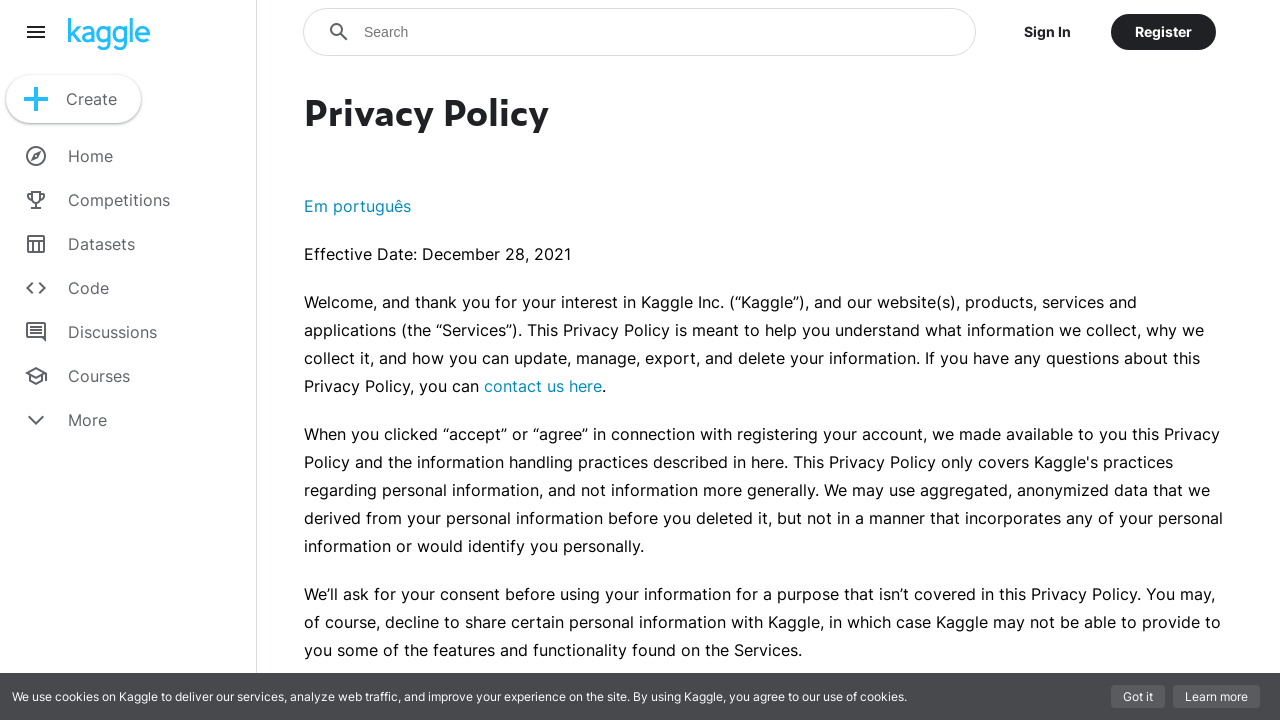 kaggle
Search
Sign In
Register
Create
Home
Competitions
Datasets
Code
Discussions
Courses
More
Privacy Policy
Em português
Effective Date: December 28, 2021
Welcome, and thank you for your interest in Kaggle Inc. (“Kaggle”), and our website(s), products, services and
applications (the “Services”). This Privacy Policy is meant to help you understand what information we collect, why we
collect it, and how you can update, manage, export, and delete your information. If you have any questions about this
Privacy Policy, you can contact us here.
When you clicked “accept” or “agree” in connection with registering your account, we made available to you this Privacy
Policy and the information handling practices described in here. This Privacy Policy only covers Kaggle's practices
regarding personal information, and not information more generally. We may use aggregated, anonymized data that we
derived from your personal information before you deleted it, but not in a manner that incorporates any of your personal
information or would identify you personally.
We’ll ask for your consent before using your information for a purpose that isn’t covered in this Privacy Policy. You may,
of course, decline to share certain personal information with Kaggle, in which case Kaggle may not be able to provide to
you some of the features and functionality found on the Services.
We use cookies on Kaggle to deliver our services, analyze web traffic, and improve your experience on the site. By using Kaggle, you agree to our use of cookies.
Got it
Learn more